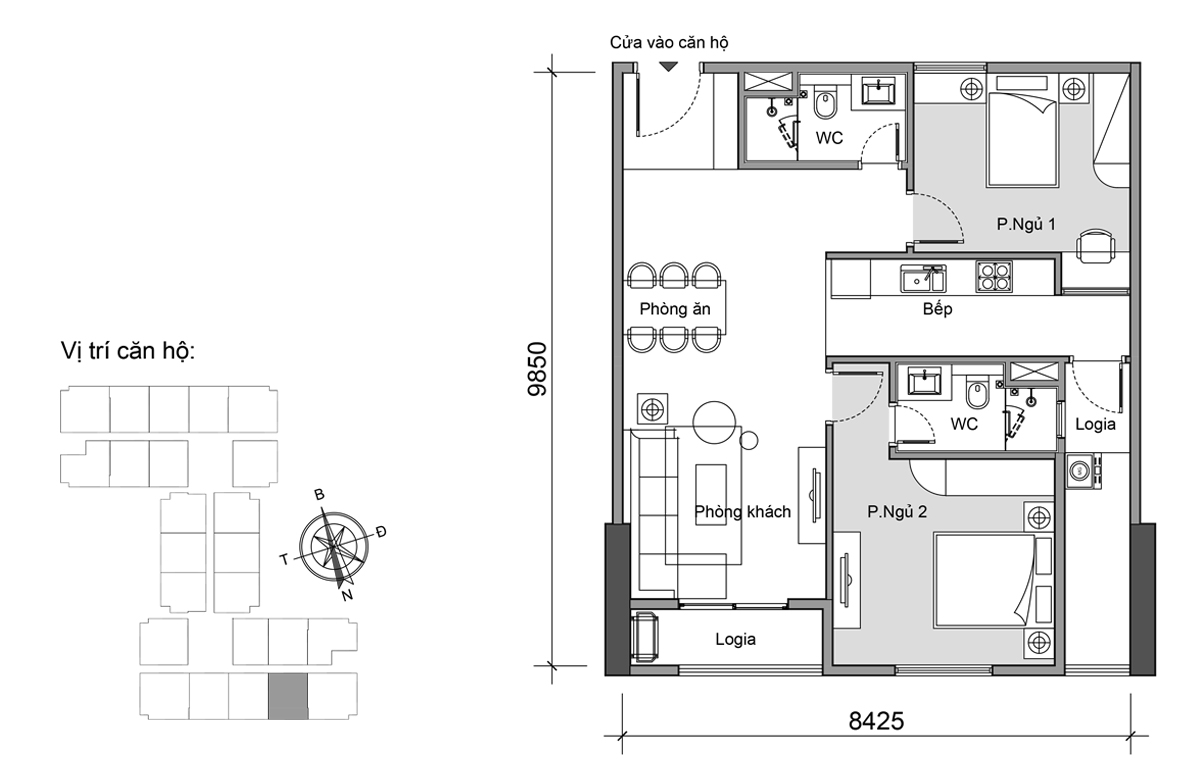 Cửa vào căn hộ
WC
P.Ngủ 1
Phòng ăn
Bếp
9850
Vị trí căn hộ:
WC
Logia
B
Đ
T
N
Phòng khách
P.Ngủ 2
Logia
8425